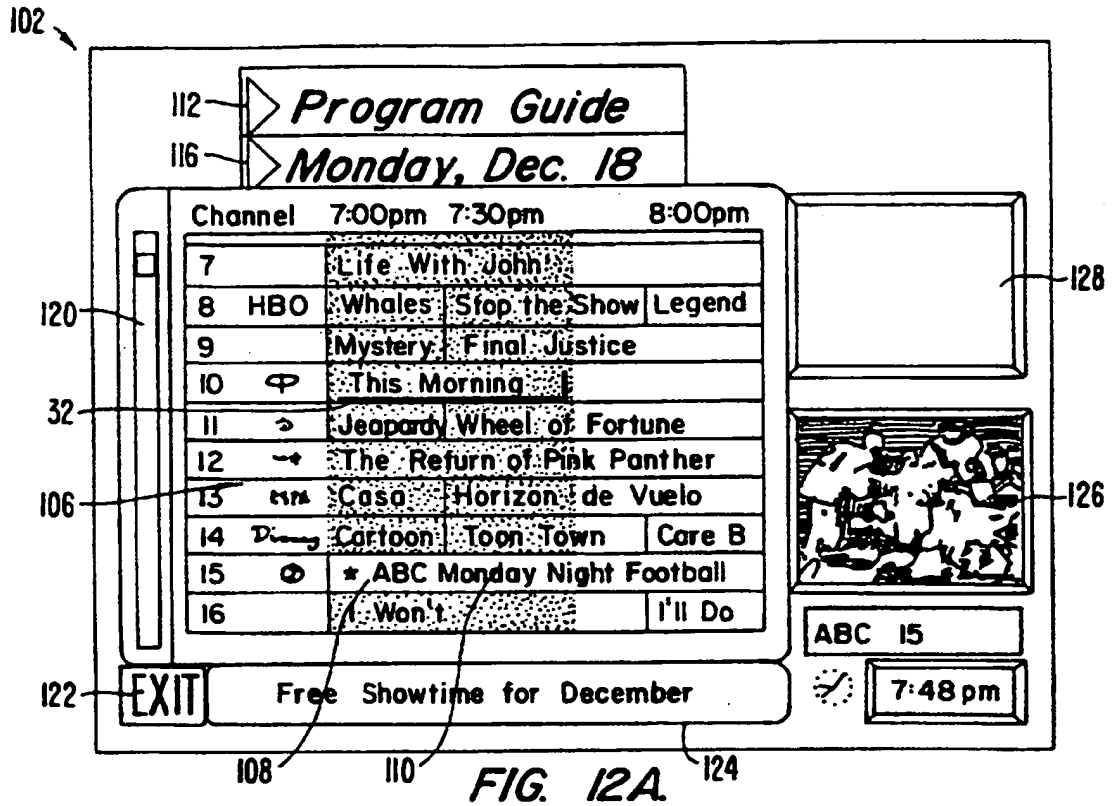 102
112 Program Guide
116 Monday, Dec. 18
Channel 7:00pm 7:30pm 8:00pm
7 Life With John
8 HBO Whales Stop the Show Legend
128
120
9 Mystery Final Justice
10 This Morning
32
11 Jeapardy Wheel of Fortune
12 The Return of Pink Panther
13 Casa Horizon de Vuelo
106
126
14 Disney Cartoon Toon Town Care B
15 * ABC Monday Night Football
16 I Won't I'll Do
ABC 15
122 EXIT Free Showtime for December 7:48 pm
108 110 124
FIG. 12A.